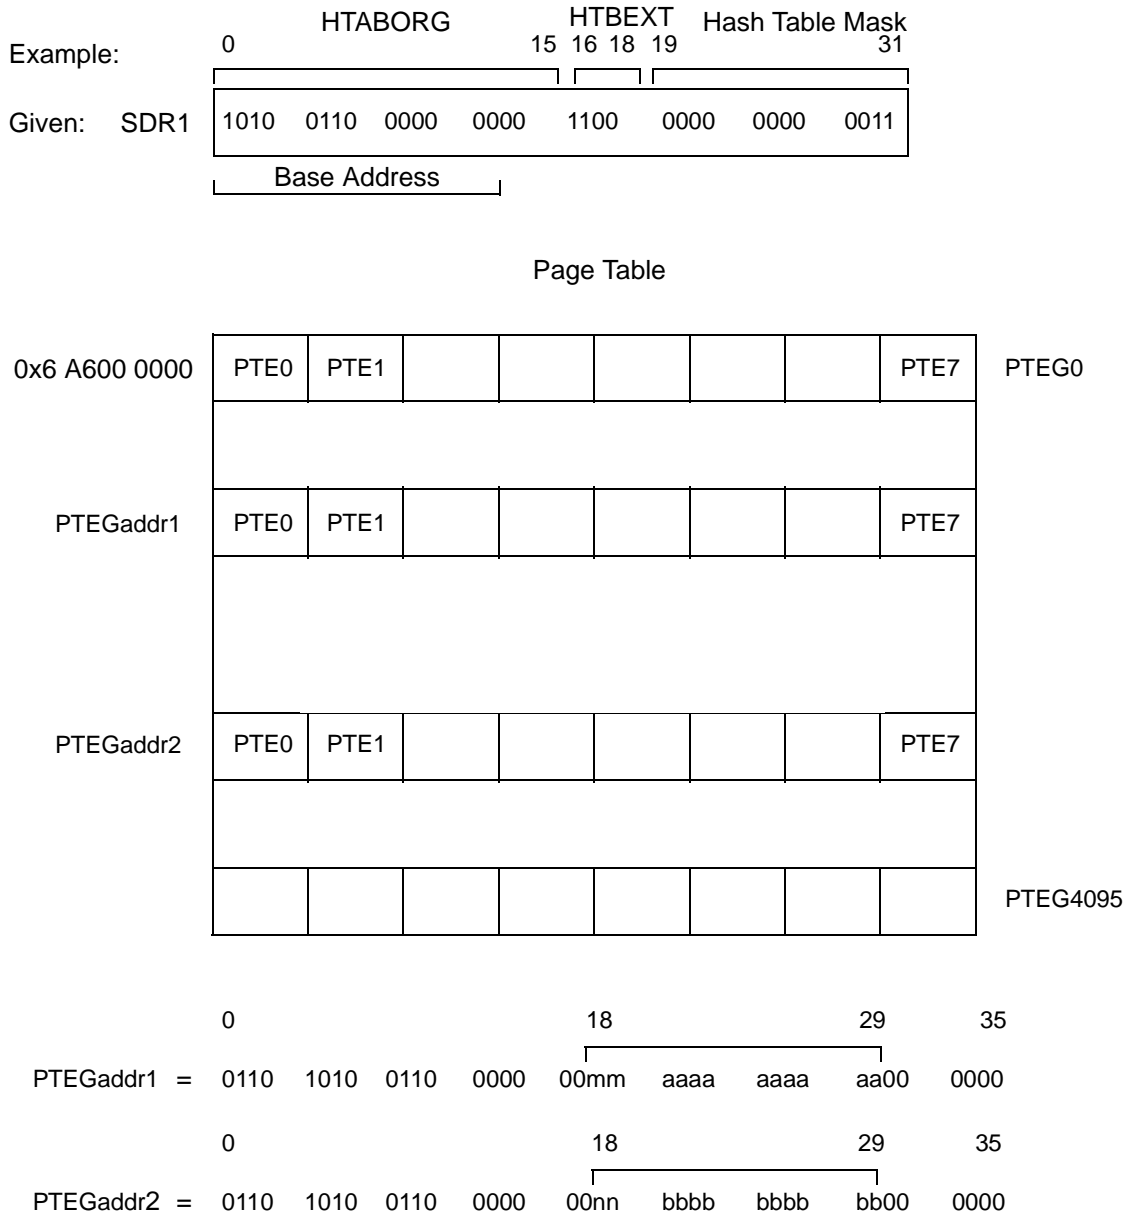 HTABORG HTBEXT Hash Table Mask
Example: 0 15 16 18 19 31
Given: SDR1 1010 0110 0000 0000 1100 0000 0000 0011
Base Address
Page Table
0x6 A600 0000 PTE0 PTE1 PTE7 PTEG0
PTEGaddr1 PTE0 PTE1 PTE7
PTEGaddr2 PTE0 PTE1 PTE7
PTEG4095
0 18 29 35
PTEGaddr1 = 0110 1010 0110 0000 00mm aaaa aaaa aa00 0000
0 18 29 35
PTEGaddr2 = 0110 1010 0110 0000 00nn bbbb bbbb bb00 0000